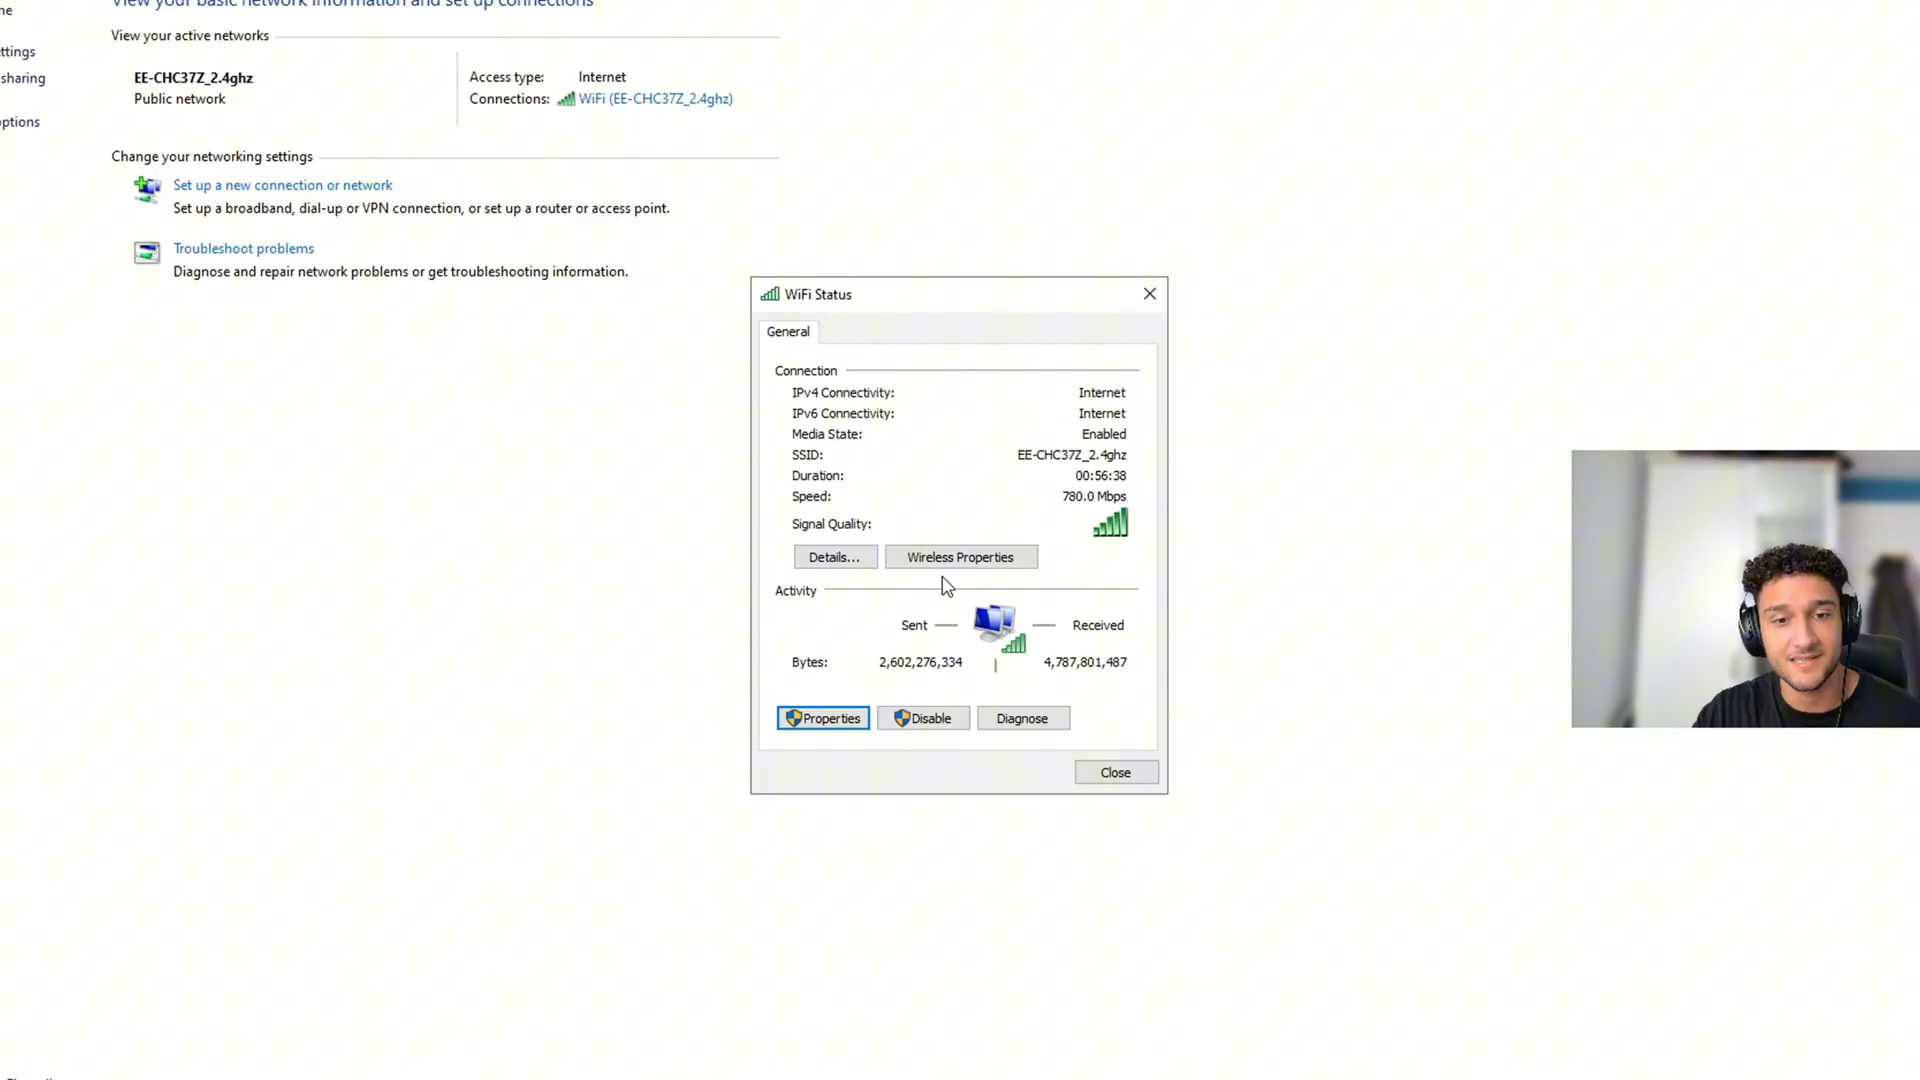 View your basic network information and set up connections
ne
View your active networks
ttings
sharing
EE-CHC37Z_2.4ghz
Public network
Access type: Internet
Connections: WiFi (EE-CHC37Z_2.4ghz)
options
Change your networking settings
Set up a new connection or network
Set up a broadband, dial-up or VPN connection, or set up a router or access point.
Troubleshoot problems
Diagnose and repair network problems or get troubleshooting information.
WiFi Status
General
Connection
IPv4 Connectivity: Internet
IPv6 Connectivity: Internet
Media State: Enabled
SSID: EE-CHC37Z_2.4ghz
Duration: 00:56:38
Speed: 780.0 Mbps
Signal Quality:
Details... Wireless Properties
Activity
Sent Received
Bytes: 2,602,276,334 4,787,801,487
Properties Disable Diagnose
Close